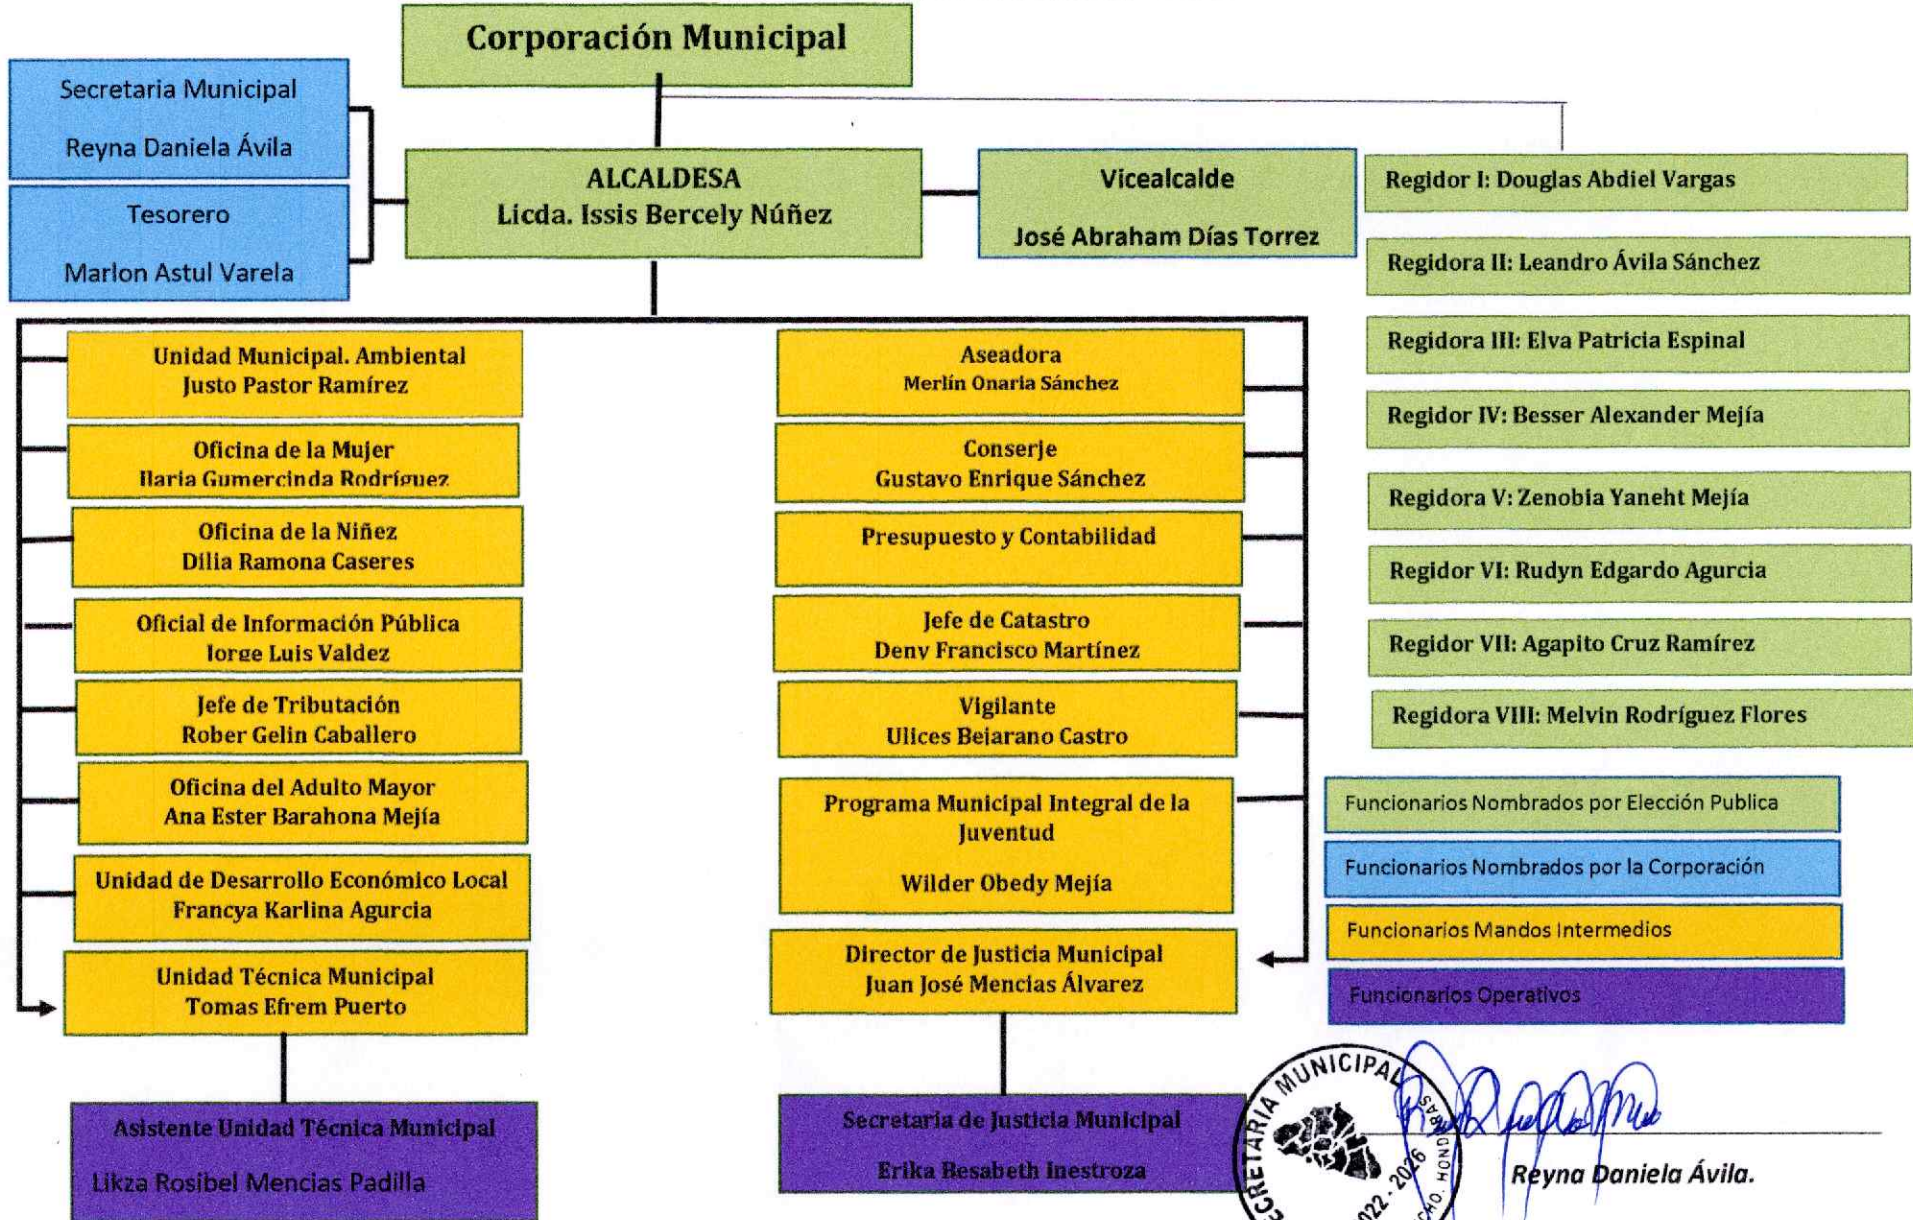 Corporación Municipal
Secretaria Municipal
Reyna Daniela Ávila
Tesorero
Marlon Astul Varela
ALCALDESA
Licda. Issis Bercely Núñez
Vicealcalde
José Abraham Días Torrez
Regidor I: Douglas Abdiel Vargas
Regidora II: Leandro Ávila Sánchez
Regidora III: Elva Patricia Espinal
Regidor IV: Besser Alexander Mejía
Regidora V: Zenobia Yaneht Mejía
Regidor VI: Rudyn Edgardo Agurcia
Regidor VII: Agapito Cruz Ramírez
Regidora VIII: Melvin Rodríguez Flores
Unidad Municipal. Ambiental
Justo Pastor Ramírez
Oficina de la Mujer
Ilaria Gumercinda Rodríguez
Oficina de la Niñez
Dilia Ramona Caseres
Oficial de Información Pública
Jorge Luis Valdez
Jefe de Tributación
Rober Gelin Caballero
Oficina del Adulto Mayor
Ana Ester Barahona Mejía
Unidad de Desarrollo Económico Local
Francya Karlina Agurcia
Unidad Técnica Municipal
Tomas Efrem Puerto
Asistente Unidad Técnica Municipal
Likza Rosibel Mencias Padilla
Aseadora
Merlín Onaria Sánchez
Conserje
Gustavo Enrique Sánchez
Presupuesto y Contabilidad
Jefe de Catastro
Deny Francisco Martínez
Vigilante
Ulices Bejarano Castro
Programa Municipal Integral de la
Juventud
Wilder Obedy Mejía
Director de Justicia Municipal
Juan José Mencias Álvarez
Secretaria de Justicia Municipal
Erika Besabeth Inestroza
Funcionarios Nombrados por Elección Publica
Funcionarios Nombrados por la Corporación
Funcionarios Mandos Intermedios
Funcionarios Operativos
SECRETARIA MUNICIPAL
2022 - 2026
HONDURAS
Reyna Daniela Ávila.